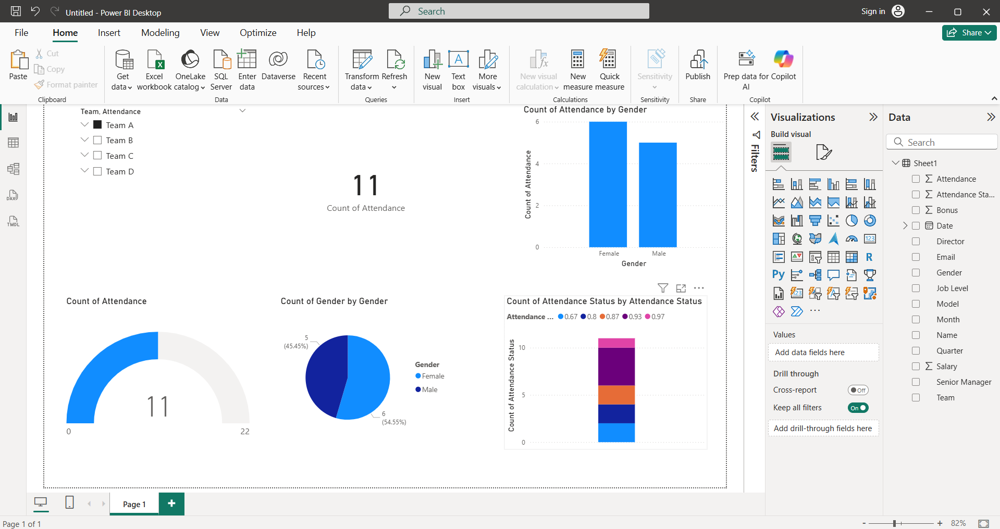 Untitled - Power BI Desktop
Search
Sign in
File Home Insert Modeling View Optimize Help
Share
Paste
Cut
Copy
Format painter
Clipboard
Get data
Excel workbook
OneLake catalog
SQL Server
Enter data
Dataverse
Recent sources
Data
Transform data
Refresh
Queries
New visual
Text box
More visuals
Insert
New visual calculation
New measure
Quick measure
Calculations
Sensitivity
Sensitivity
Publish
Share
Prep data for AI
Copilot
Copilot
DAX
TMDL
Team, Attendance
Team A
Team B
Team C
Team D
11
Count of Attendance
Count of Attendance by Gender
Count of Attendance
6
4
2
0
Female Male
Gender
Count of Attendance
11
0 22
Count of Gender by Gender
5
(45.45%)
6
(54.55%)
Gender
Female
Male
Count of Attendance Status by Attendance Status
Attendance ... 0.67 0.8 0.87 0.93 0.97
Count of Attendance Status
10
5
0
Filters
Visualizations
Build visual
123
R
Py
123
Values
Add data fields here
Drill through
Cross-report Off
Keep all filters On
Add drill-through fields here
Data
Search
Sheet1
Attendance
Attendance Sta...
Bonus
Date
Director
Email
Gender
Job Level
Model
Month
Name
Quarter
Salary
Senior Manager
Team
Page 1
Page 1 of 1
- + 82%